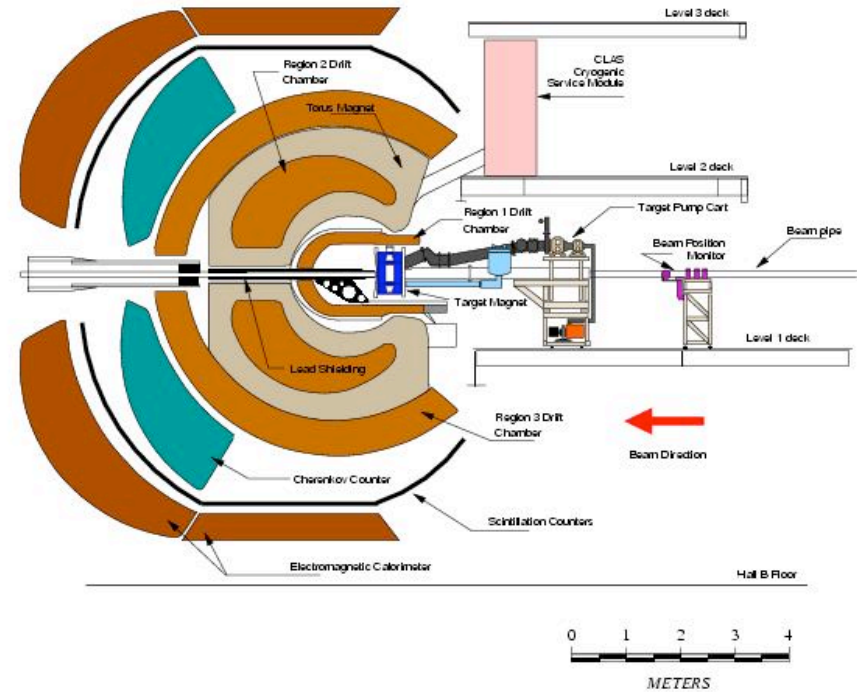 Level 3 deck
Region 2 Drift
Chamber
CLAS
Cryogenic
Service Module
Torus Magnet
Level 2 deck
Region 1 Drift
Chamber
Target Pump Cart
Beam Position
Monitor
Beam pipe
Target Magnet
Level 1 deck
Lead Shielding
Region 3 Drift
Chamber
Beam Direction
Cherenkov Counter
Scintillation Counters
Electromagnetic Calorimeter
Hall B Floor
0 1 2 3 4
METERS